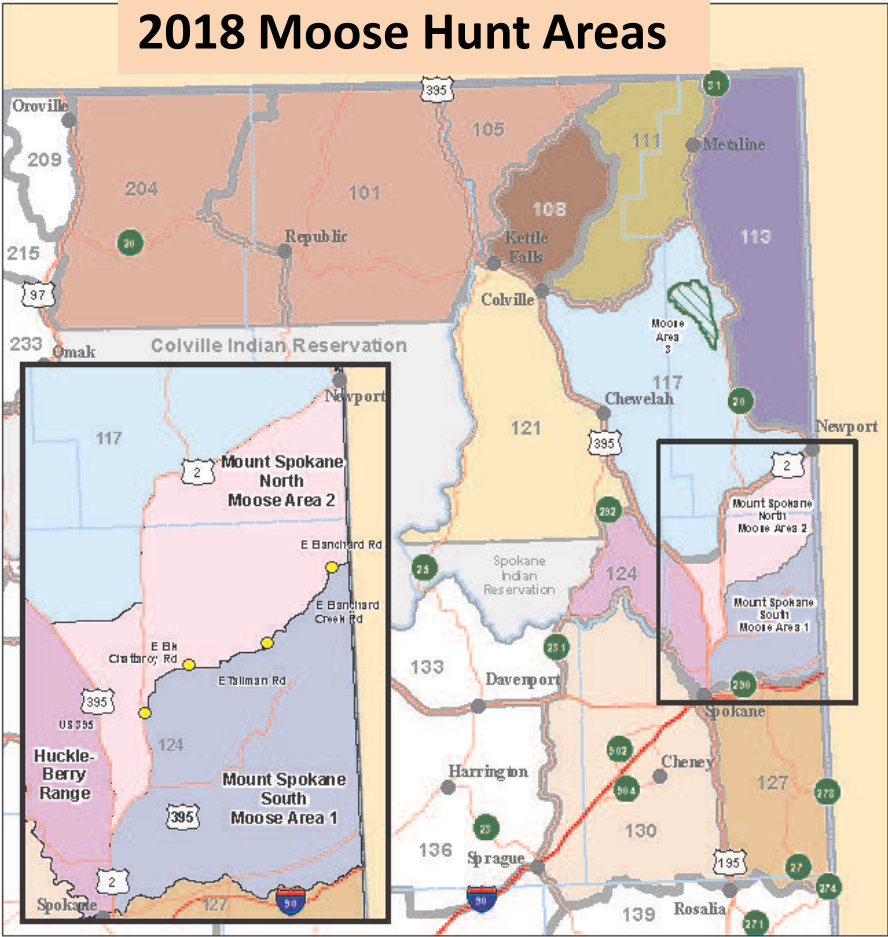 2018 Moose Hunt Areas
31
395
Oroville
105
111
Metaline
209
204
101
108
113
20
Republic
Kettle
Falls
215
97
Colville
Moose
Area
3
233
Omak
Colville Indian Reservation
117
20
Chewelah
121
395
Newport
2
292
Mount Spokane
North
Moose Area 2
25
Spokane
Indian
Reservation
124
Mount Spokane
South
Moose Area 1
231
133
Davenport
290
Spokane
902
Cheney
Harrington
904
127
278
23
130
136
Sprague
195
27
274
90
139
Rosalia
271
Newport
117
2
Mount Spokane
North
Moose Area 2
E Blanchard Rd
E Blanchard
Creek Rd
E Elk
Chattaroy Rd
E Tallman Rd
395
US 395
124
Huckle-
Berry
Range
Mount Spokane
South
Moose Area 1
395
2
Spokane
127
90